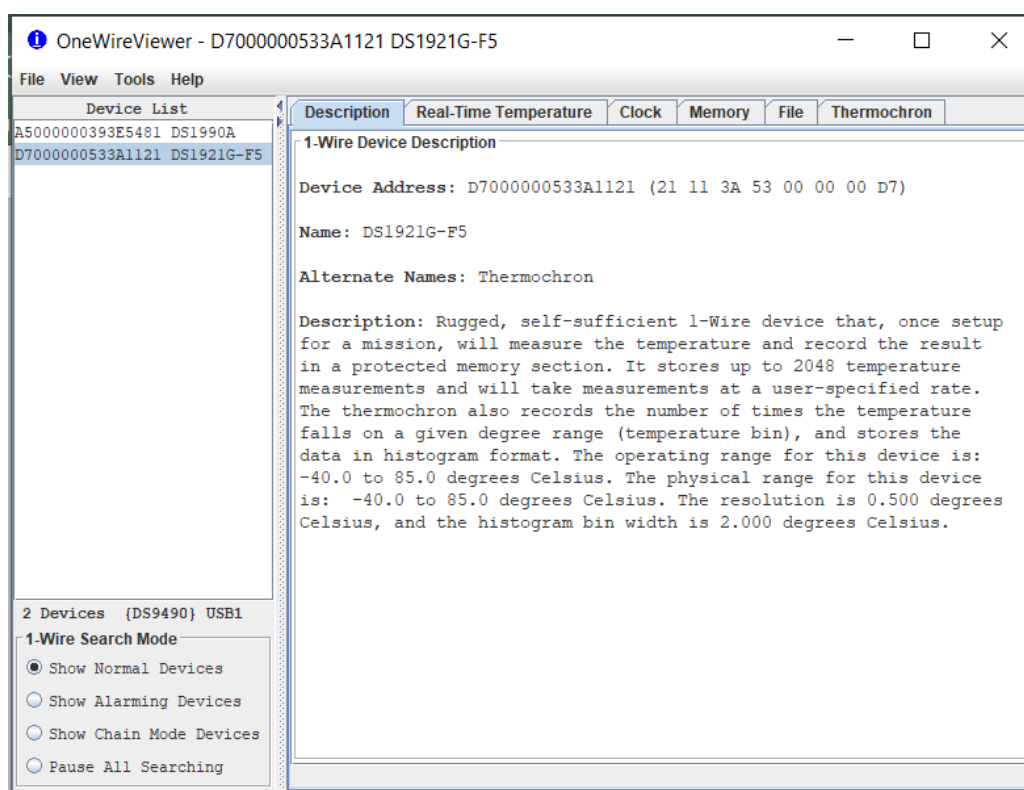 OneWireViewer - D7000000533A1121 DS1921G-F5
File View Tools Help
Device List
A5000000393E5481 DS1990A
D7000000533A1121 DS1921G-F5
2 Devices {DS9490} USB1
1-Wire Search Mode
Show Normal Devices
Show Alarming Devices
Show Chain Mode Devices
Pause All Searching
Description Real-Time Temperature Clock Memory File Thermochron
1-Wire Device Description
Device Address: D7000000533A1121 (21 11 3A 53 00 00 00 D7)
Name: DS1921G-F5
Alternate Names: Thermochron
Description: Rugged, self-sufficient 1-Wire device that, once setup
for a mission, will measure the temperature and record the result
in a protected memory section. It stores up to 2048 temperature
measurements and will take measurements at a user-specified rate.
The thermochron also records the number of times the temperature
falls on a given degree range (temperature bin), and stores the
data in histogram format. The operating range for this device is:
-40.0 to 85.0 degrees Celsius. The physical range for this device
is:  -40.0 to 85.0 degrees Celsius. The resolution is 0.500 degrees
Celsius, and the histogram bin width is 2.000 degrees Celsius.